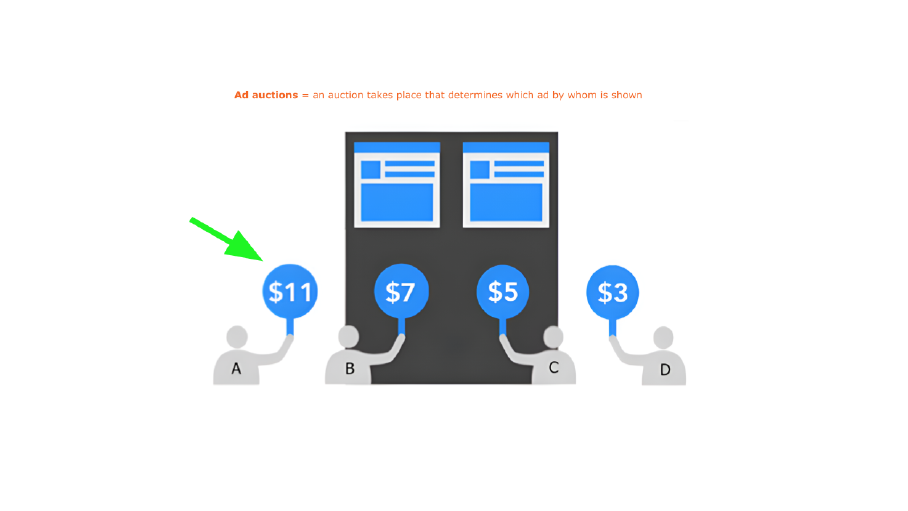 Ad auctions = an auction takes place that determines which ad by whom is shown
$11 $7 $5 $3
A B C D